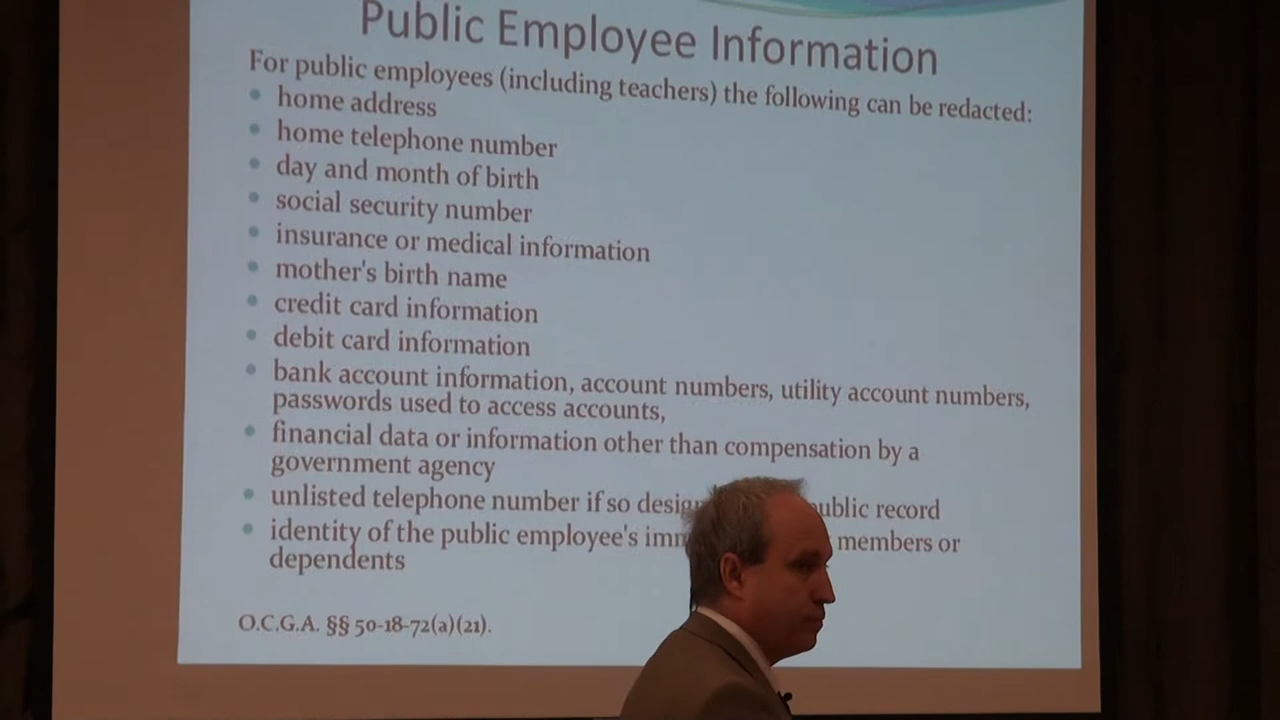 Public Employee Information
For public employees (including teachers) the following can be redacted:
• home address
• home telephone number
• day and month of birth
• social security number
• insurance or medical information
• mother's birth name
• credit card information
• debit card information
• bank account information, account numbers, utility account numbers,
passwords used to access accounts,
• financial data or information other than compensation by a
government agency
• unlisted telephone number if so record
• identity of the public employee's members or
dependents
O.C.G.A. §§ 50-18-72(a)(21).